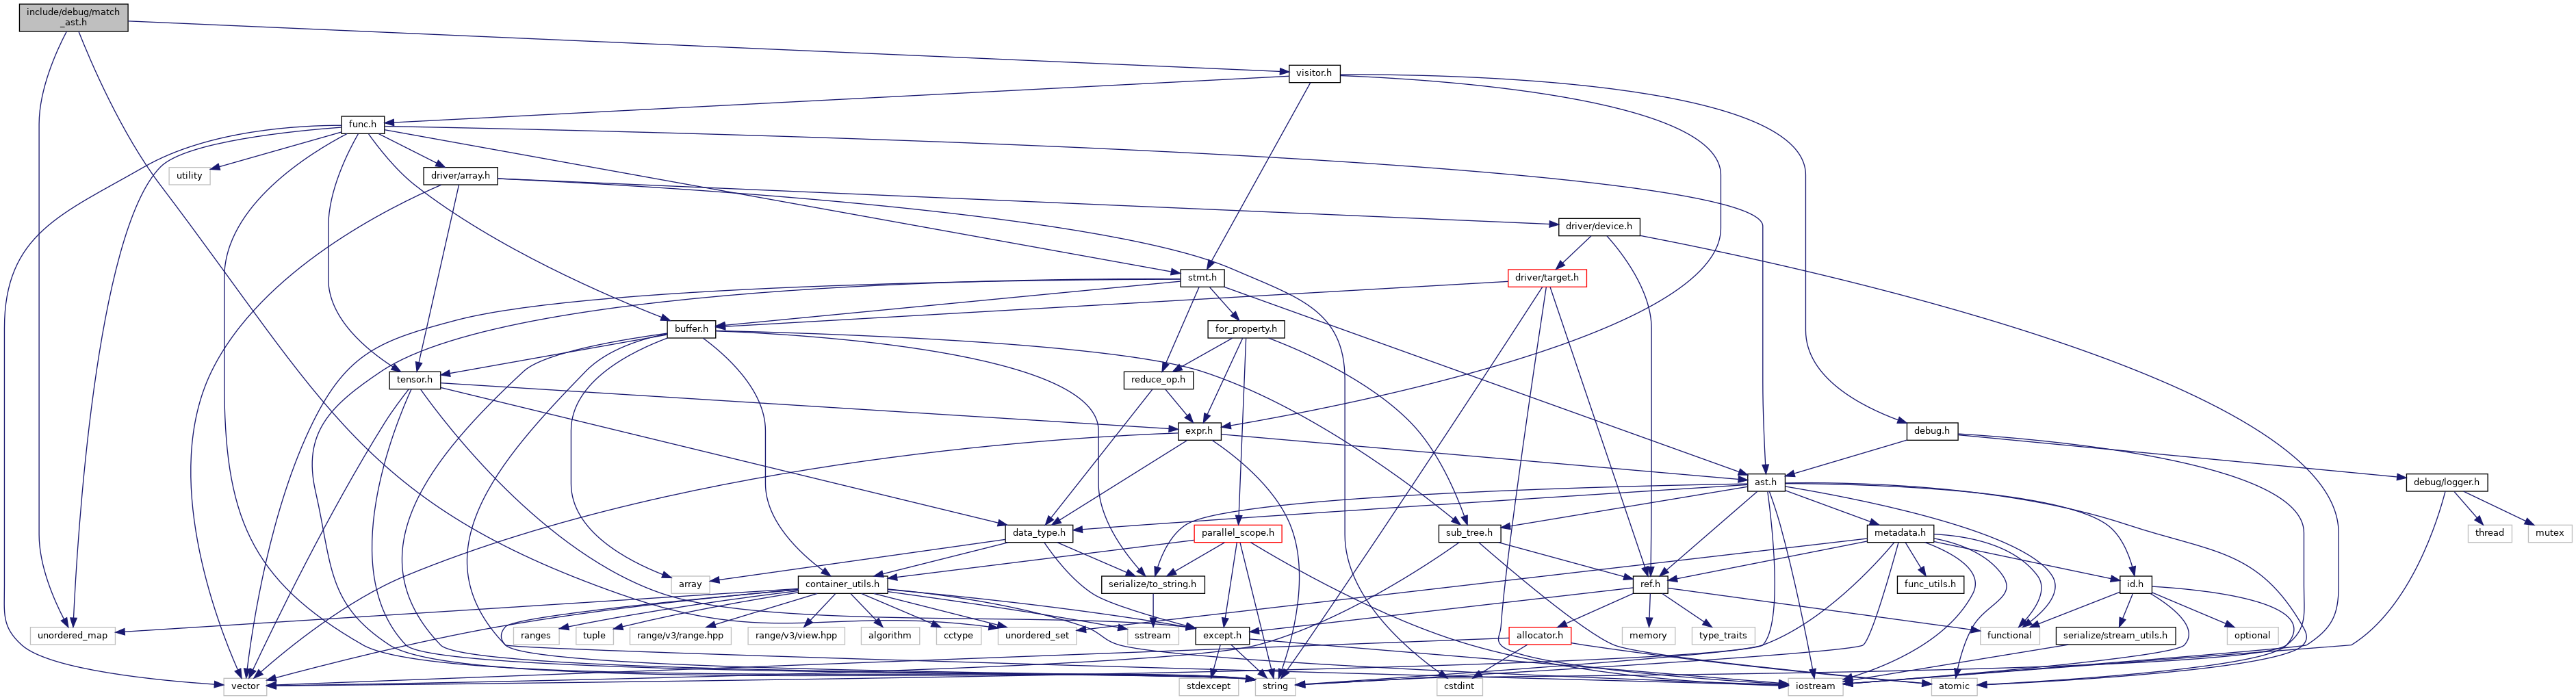 include/debug/match
_ast.h
visitor.h
func.h
utility
driver/array.h
driver/device.h
stmt.h
driver/target.h
buffer.h
for_property.h
tensor.h
reduce_op.h
expr.h
debug.h
ast.h
debug/logger.h
data_type.h
parallel_scope.h
sub_tree.h
metadata.h
thread
mutex
array
container_utils.h
serialize/to_string.h
ref.h
func_utils.h
id.h
unordered_map
ranges
tuple
range/v3/range.hpp
range/v3/view.hpp
algorithm
cctype
unordered_set
sstream
except.h
allocator.h
memory
type_traits
functional
serialize/stream_utils.h
optional
vector
stdexcept
string
cstdint
iostream
atomic